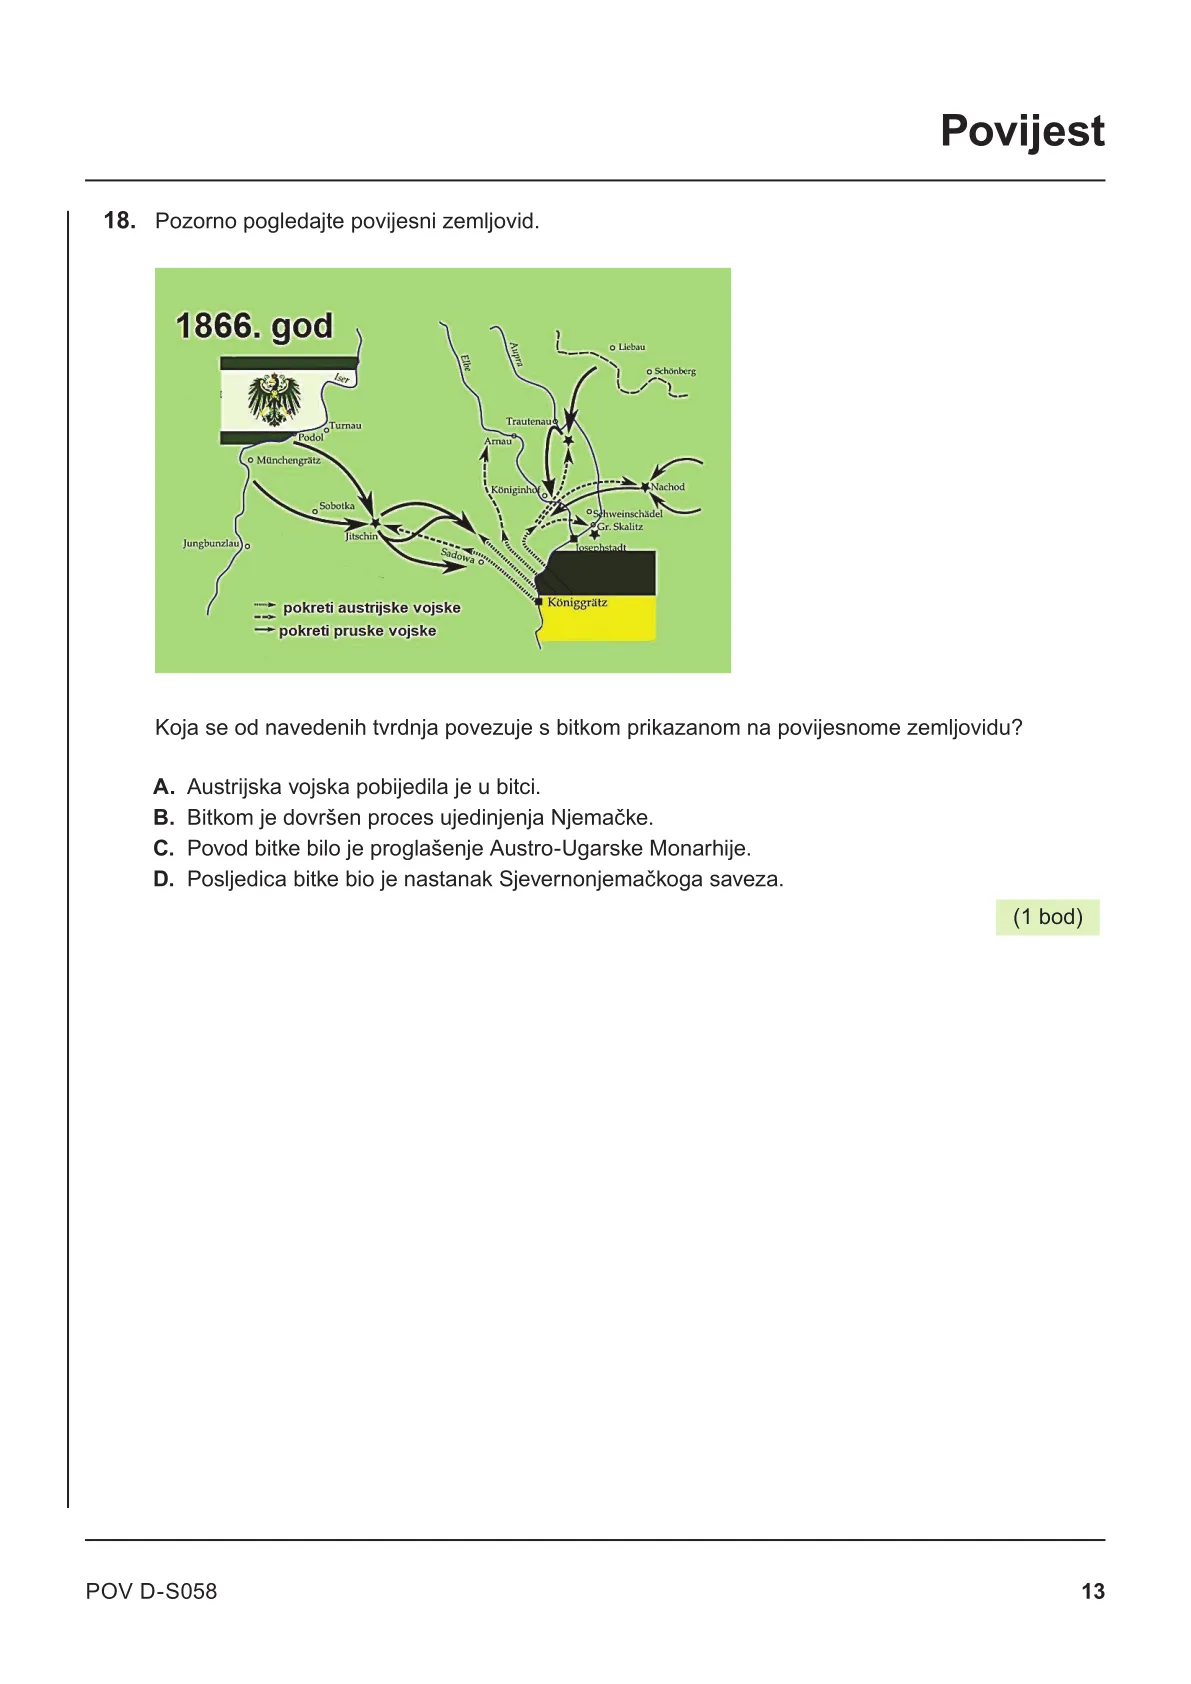 Povijest
18. Pozorno pogledajte povijesni zemljovid.
1866. god
Iser
Elbe
Aupra
Liebau
Schönberg
Turnau
Podol
Trautenau
Arnau
Münchengrätz
Königinhof
Nachod
Sobotka
Schweinschädel
Gr. Skalitz
Jitschin
Jungbunzlau
Sadowa
Josephstadt
Königgrätz
pokreti austrijske vojske
pokreti pruske vojske
Koja se od navedenih tvrdnja povezuje s bitkom prikazanom na povijesnome zemljovidu?
A. Austrijska vojska pobijedila je u bitci.
B. Bitkom je dovršen proces ujedinjenja Njemačke.
C. Povod bitke bilo je proglašenje Austro-Ugarske Monarhije.
D. Posljedica bitke bio je nastanak Sjevernonjemačkoga saveza.
(1 bod)
POV D-S058
13